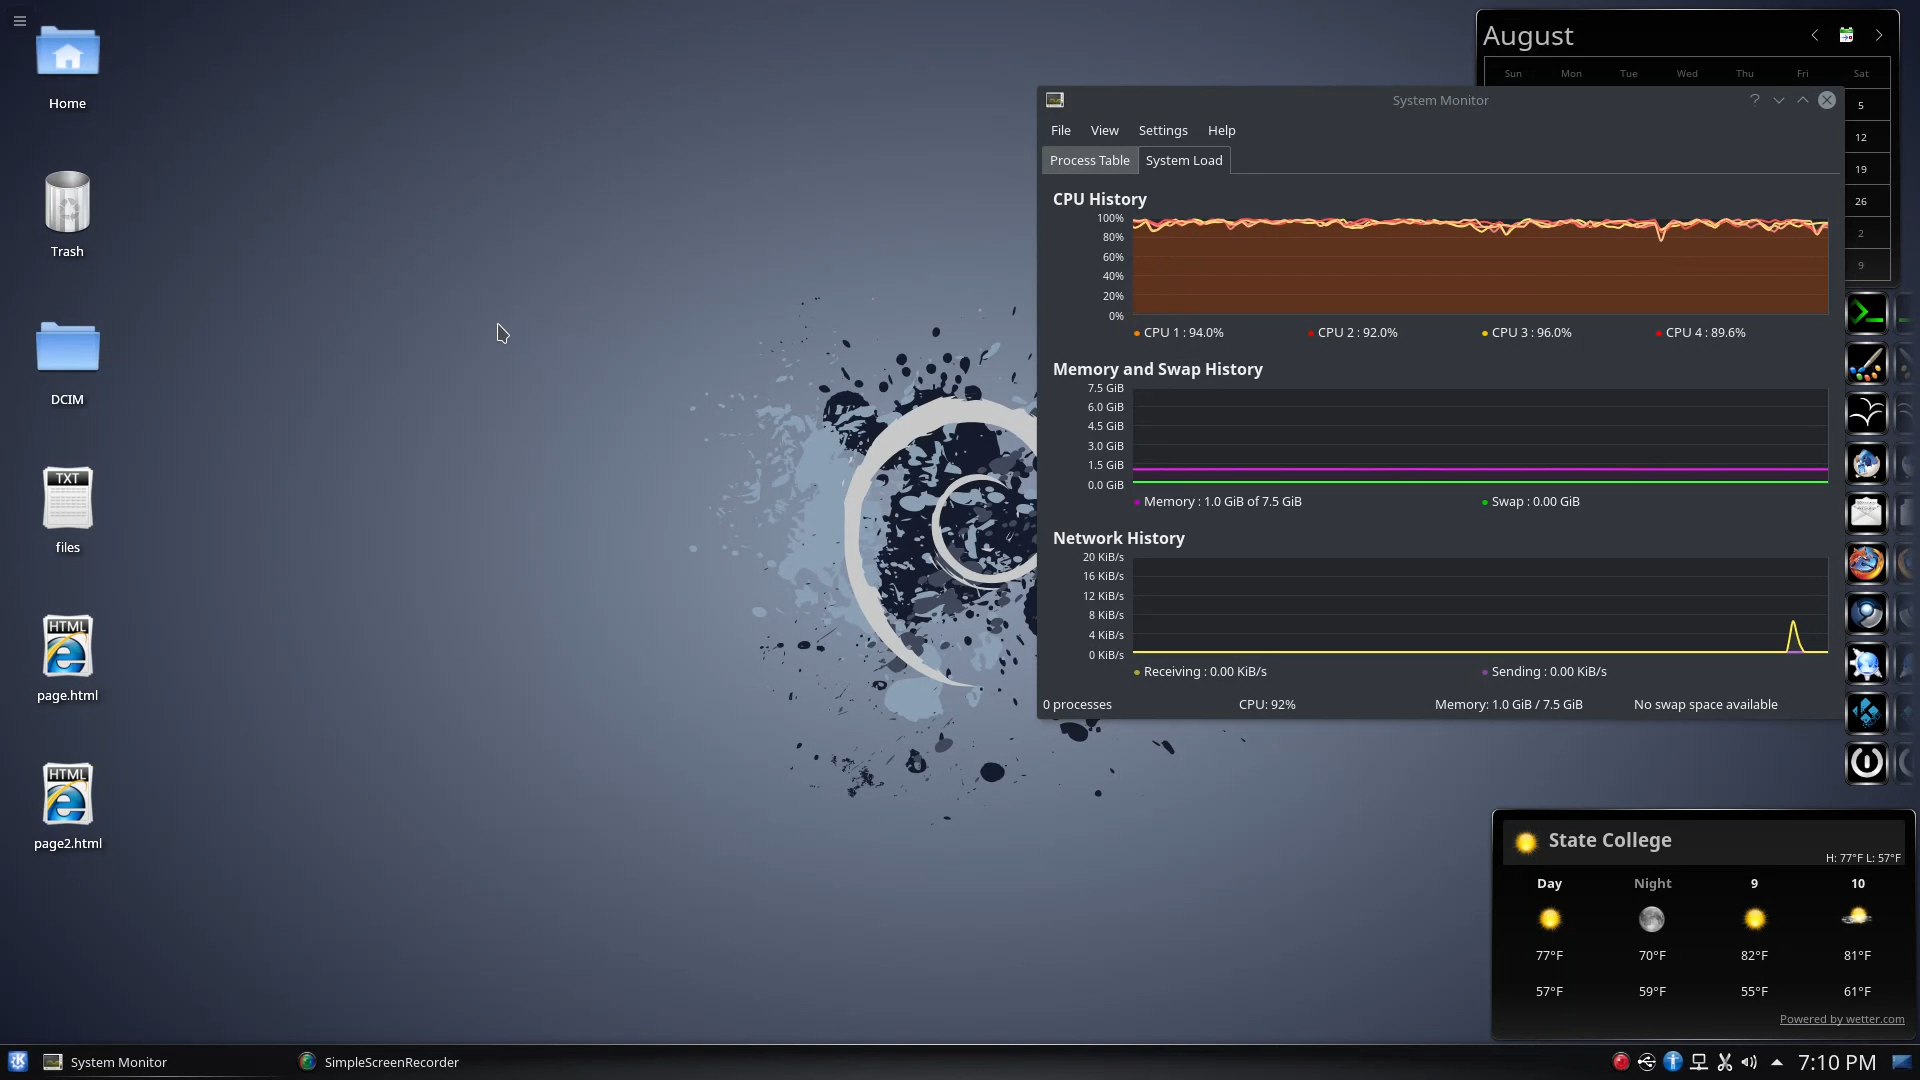 Home
Trash
DCIM
TXT
files
HTML
page.html
HTML
page2.html
August
Sun Mon Tue Wed Thu Fri Sat
5
12
19
26
2
9
System Monitor
?
File View Settings Help
Process Table System Load
CPU History
100%
80%
60%
40%
20%
0%
CPU 1 : 94.0% CPU 2 : 92.0% CPU 3 : 96.0% CPU 4 : 89.6%
Memory and Swap History
7.5 GiB
6.0 GiB
4.5 GiB
3.0 GiB
1.5 GiB
0.0 GiB
Memory : 1.0 GiB of 7.5 GiB Swap : 0.00 GiB
Network History
20 KiB/s
16 KiB/s
12 KiB/s
8 KiB/s
4 KiB/s
0 KiB/s
Receiving : 0.00 KiB/s Sending : 0.00 KiB/s
0 processes CPU: 92% Memory: 1.0 GiB / 7.5 GiB No swap space available
State College
H: 77°F L: 57°F
Day Night 9 10
77°F 70°F 82°F 81°F
57°F 59°F 55°F 61°F
Powered by wetter.com
System Monitor SimpleScreenRecorder 7:10 PM